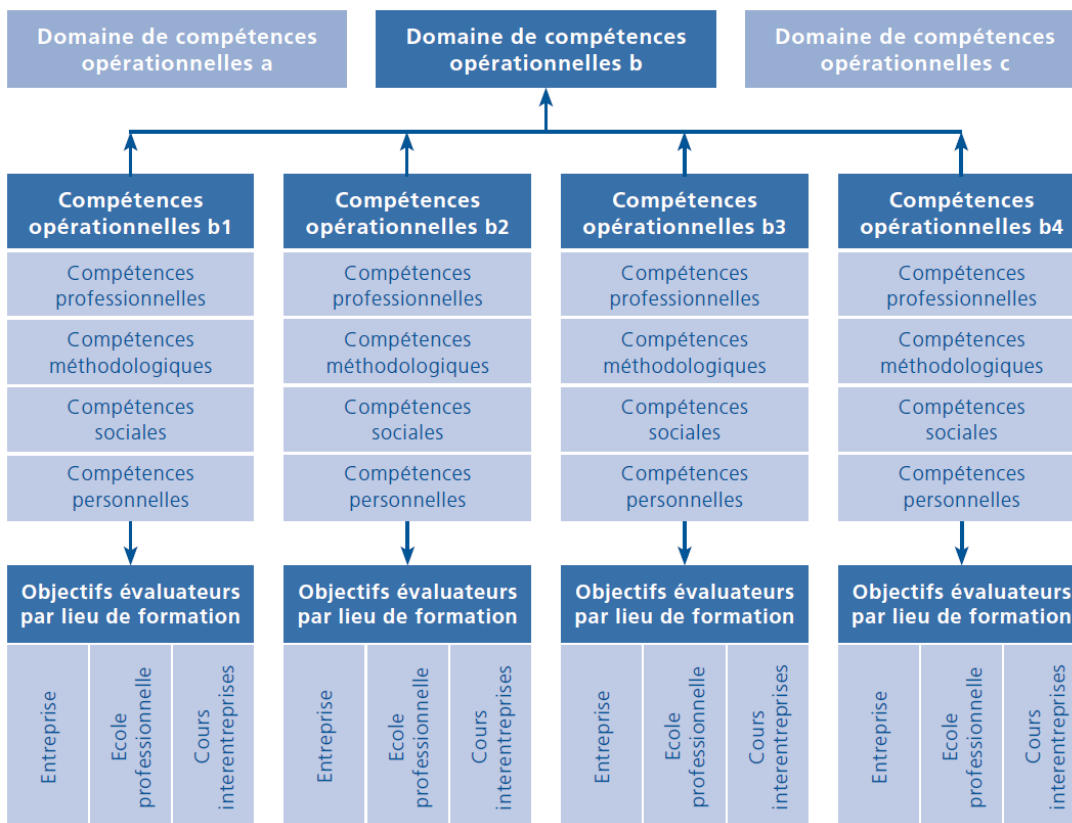 Domaine de compétences
opérationnelles a
Domaine de compétences
opérationnelles b
Domaine de compétences
opérationnelles c
Compétences
opérationnelles b1
Compétences
opérationnelles b2
Compétences
opérationnelles b3
Compétences
opérationnelles b4
Compétences
professionnelles
Compétences
professionnelles
Compétences
professionnelles
Compétences
professionnelles
Compétences
méthodologiques
Compétences
méthodologiques
Compétences
méthodologiques
Compétences
méthodologiques
Compétences
sociales
Compétences
sociales
Compétences
sociales
Compétences
sociales
Compétences
personnelles
Compétences
personnelles
Compétences
personnelles
Compétences
personnelles
Objectifs évaluateurs
par lieu de formation
Objectifs évaluateurs
par lieu de formation
Objectifs évaluateurs
par lieu de formation
Objectifs évaluateurs
par lieu de formation
Entreprise
Ecole
professionnelle
Cours
interentreprises
Entreprise
Ecole
professionnelle
Cours
interentreprises
Entreprise
Ecole
professionnelle
Cours
interentreprises
Entreprise
Ecole
professionnelle
Cours
interentreprises